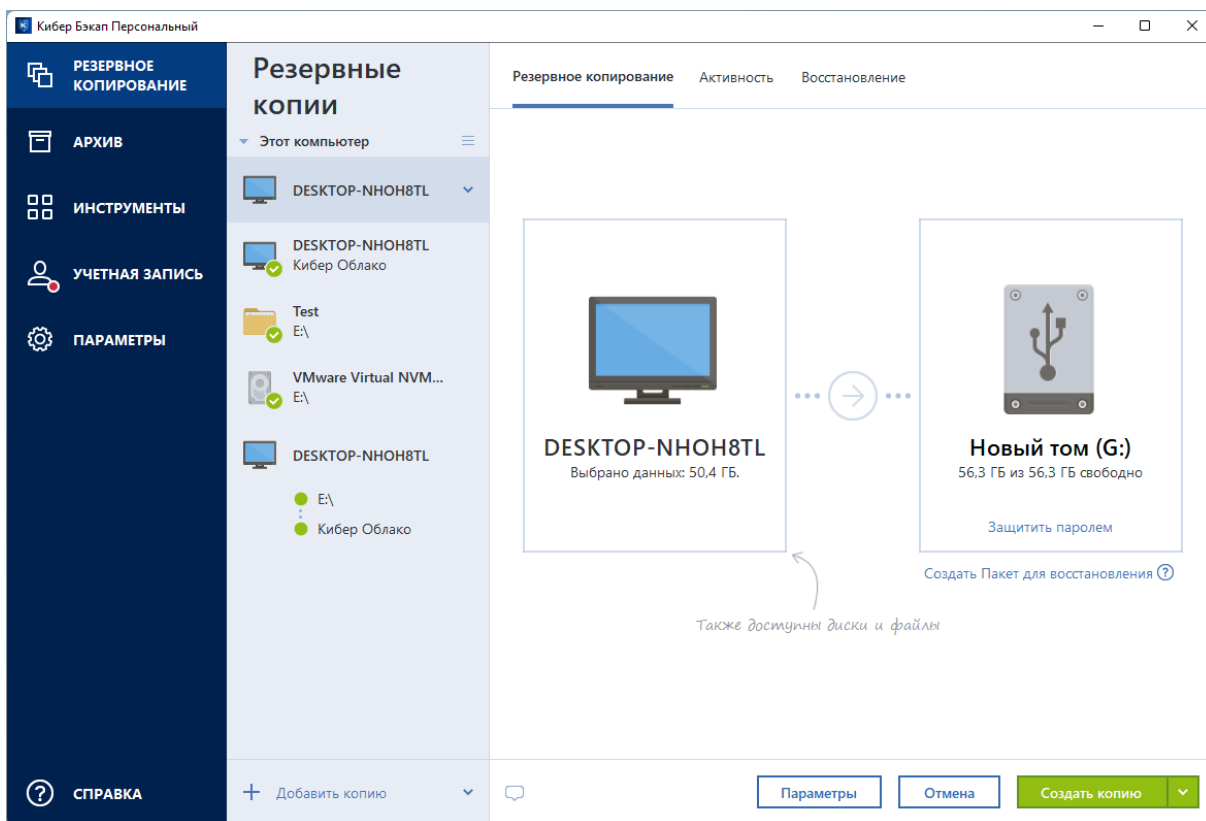 Кибер Бэкап Персональный
РЕЗЕРВНОЕ
КОПИРОВАНИЕ
АРХИВ
ИНСТРУМЕНТЫ
УЧЕТНАЯ ЗАПИСЬ
ПАРАМЕТРЫ
СПРАВКА
Резервные
копии
Этот компьютер
DESKTOP-NHOH8TL
DESKTOP-NHOH8TL
Кибер Облако
Test
E:\
VMware Virtual NVM...
E:\
DESKTOP-NHOH8TL
E:\
Кибер Облако
Добавить копию
Резервное копирование Активность Восстановление
DESKTOP-NHOH8TL
Выбрано данных: 50,4 ГБ.
Новый том (G:)
56,3 ГБ из 56,3 ГБ свободно
Защитить паролем
Создать Пакет для восстановления ?
Также доступны диски и файлы
Параметры Отмена Создать копию